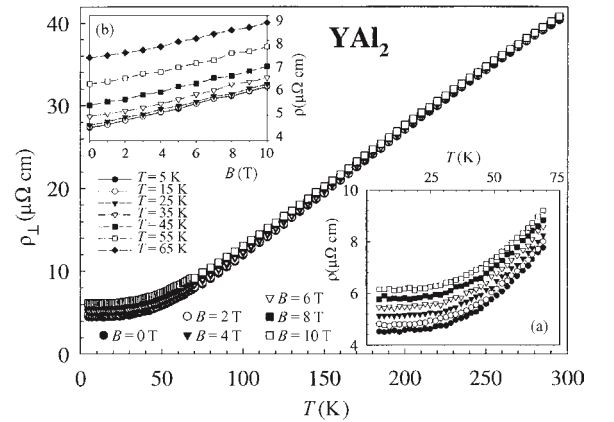 (b)
YAl₂
9
8
7
6
5
4
ρ(μΩ cm)
0 2 4 6 8 10
B (T)
T = 5 K
T = 15 K
T = 25 K
T = 35 K
T = 45 K
T = 55 K
T = 65 K
40
30
20
10
0
ρ⊥ (μΩ cm)
T (K)
25 50 75
10
8
6
4
ρ(μΩ cm)
(a)
B = 6 T
B = 2 T
B = 8 T
B = 0 T
B = 4 T
B = 10 T
0 50 100 150 200 250 300
T (K)